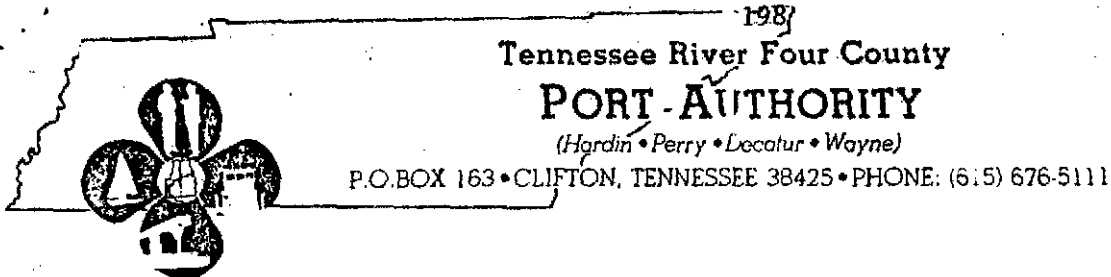 198
Tennessee River Four County
PORT-AUTHORITY
(Hardin • Perry • Decatur • Wayne)
P.O.BOX 163 • CLIFTON, TENNESSEE 38425 • PHONE: (615) 676-5111